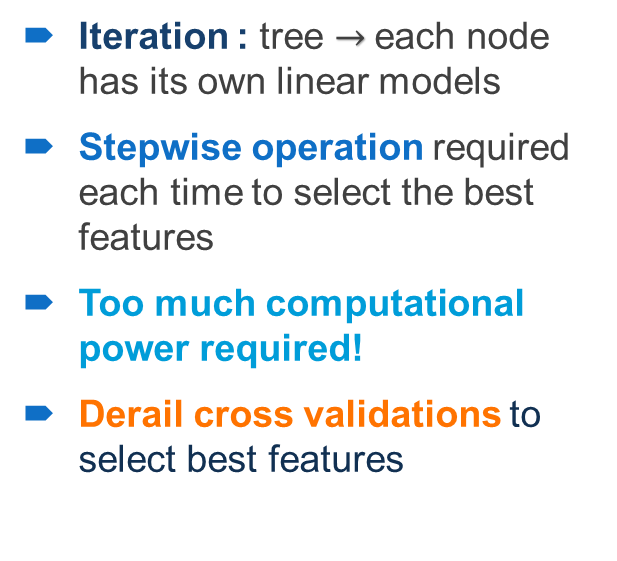 Iteration : tree → each node
has its own linear models
Stepwise operation required
each time to select the best
features
Too much computational
power required!
Derail cross validations to
select best features